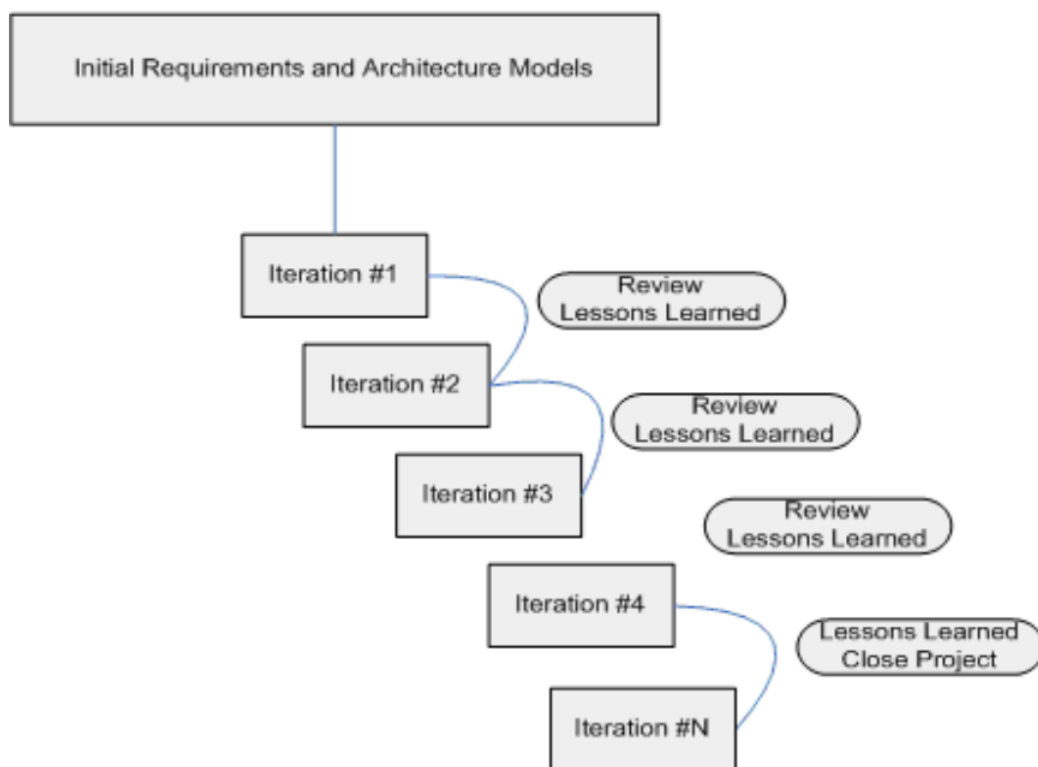 Initial Requirements and Architecture Models
Iteration #1
Review
Lessons Learned
Iteration #2
Review
Lessons Learned
Iteration #3
Review
Lessons Learned
Iteration #4
Lessons Learned
Close Project
Iteration #N